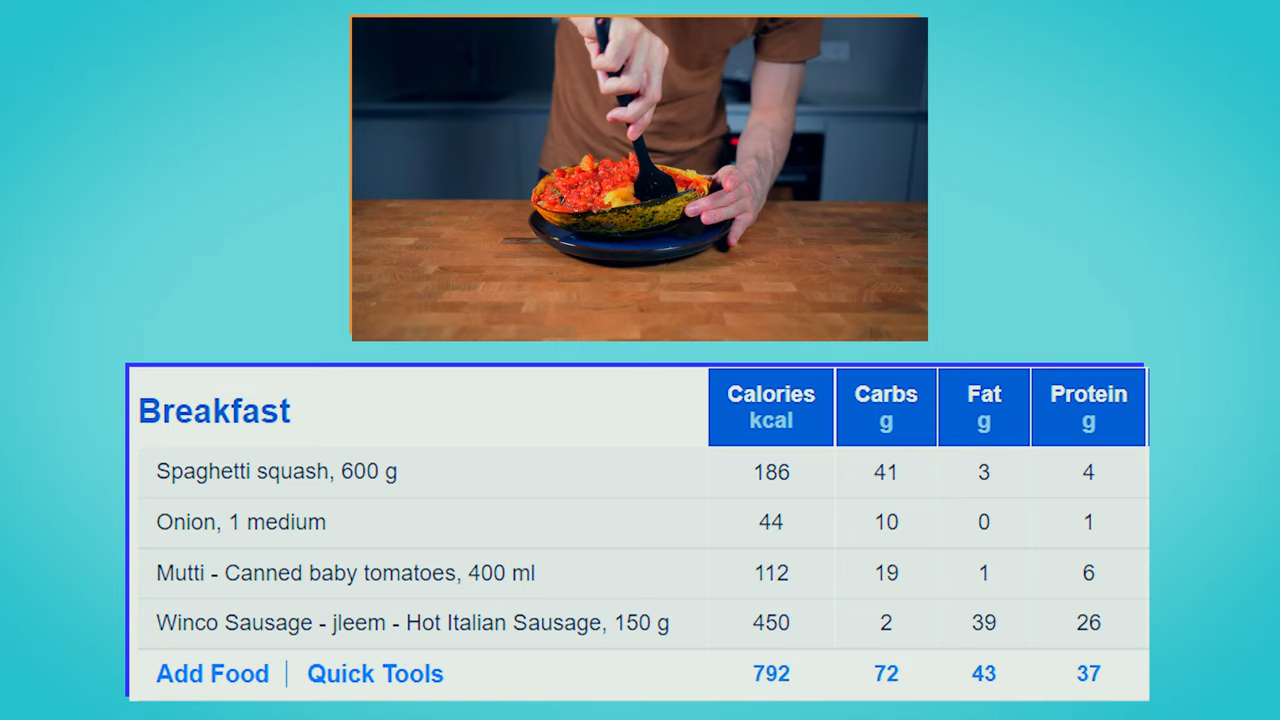 Breakfast Calories kcal Carbs g Fat g Protein g
Spaghetti squash, 600 g 186 41 3 4
Onion, 1 medium 44 10 0 1
Mutti - Canned baby tomatoes, 400 ml 112 19 1 6
Winco Sausage - jleem - Hot Italian Sausage, 150 g 450 2 39 26
Add Food | Quick Tools 792 72 43 37